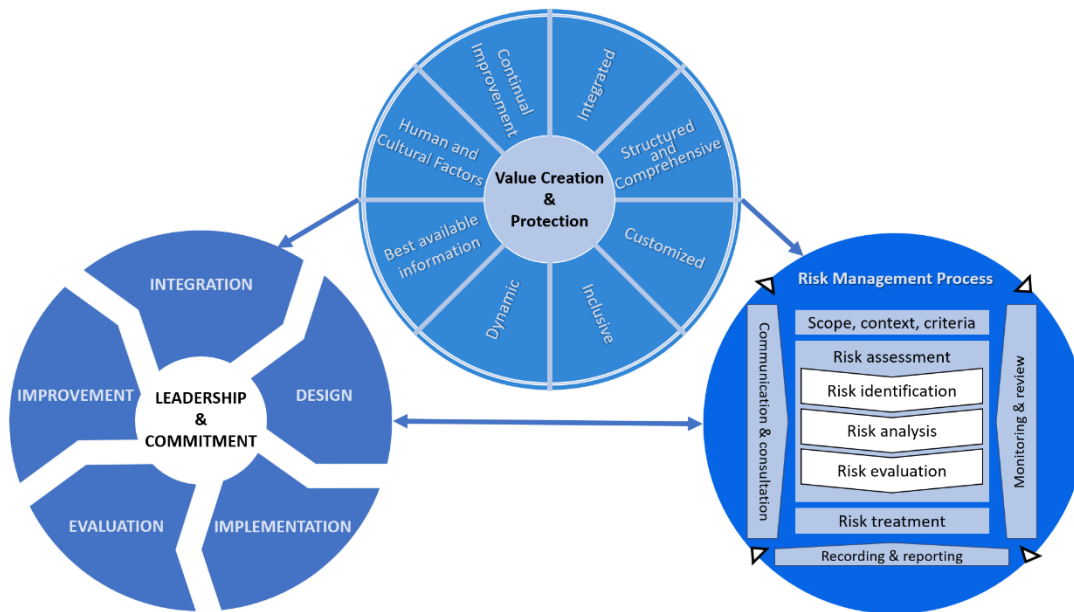 Continual
Improvement
Integrated
Human and
Cultural Factors
Structured
and
Comprehensive
Value Creation
&
Protection
Best available
information
Customized
Dynamic
Inclusive
INTEGRATION
IMPROVEMENT
DESIGN
LEADERSHIP
&
COMMITMENT
EVALUATION
IMPLEMENTATION
Risk Management Process
Scope, context, criteria
Communication & consultation
Risk assessment
Risk identification
Risk analysis
Risk evaluation
Monitoring & review
Risk treatment
Recording & reporting